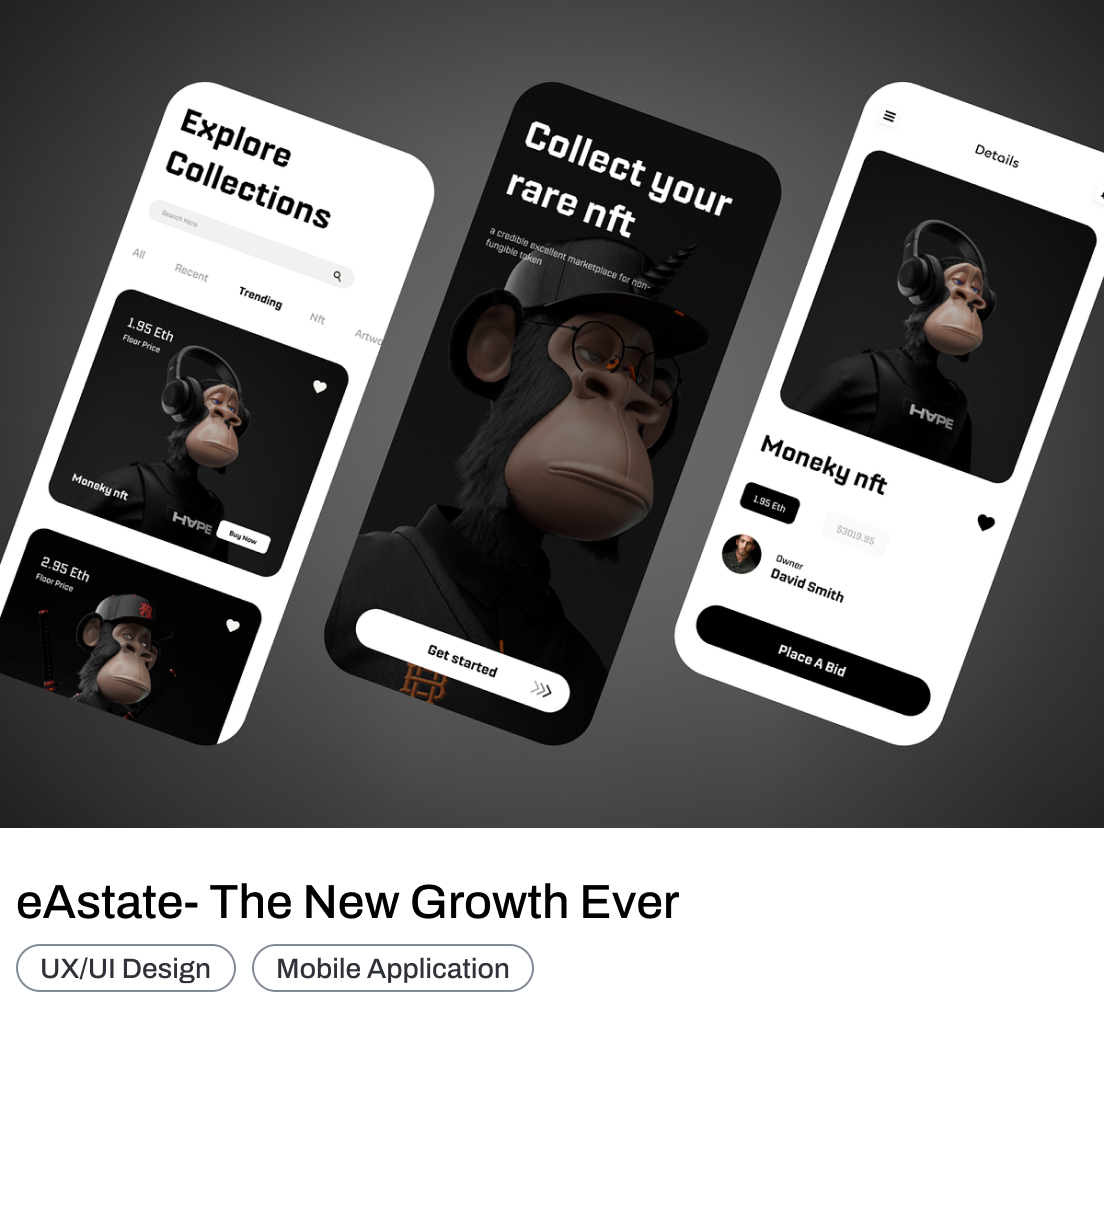 Explore
Collections
Search Here
All
Recent
Trending
Nft
Artwo
1.95 Eth
Floor Price
Moneky nft
HAPE
Buy Now
2.95 Eth
Floor Price
Collect your
rare nft
a credible excellent marketplace for non-
fungible token
Get started
Details
HAPE
Moneky nft
1.95 Eth
$3019.95
Owner
David Smith
Place A Bid
eAstate- The New Growth Ever
UX/UI Design
Mobile Application